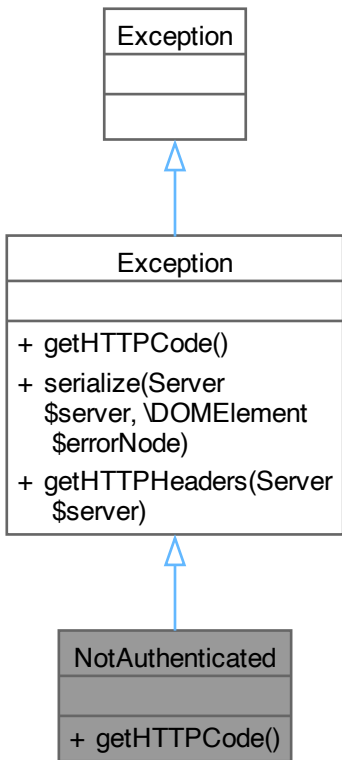 Exception
Exception
+ getHTTPCode()
+ serialize(Server
$server, \DOMElement
$errorNode)
+ getHTTPHeaders(Server
$server)
NotAuthenticated
+ getHTTPCode()